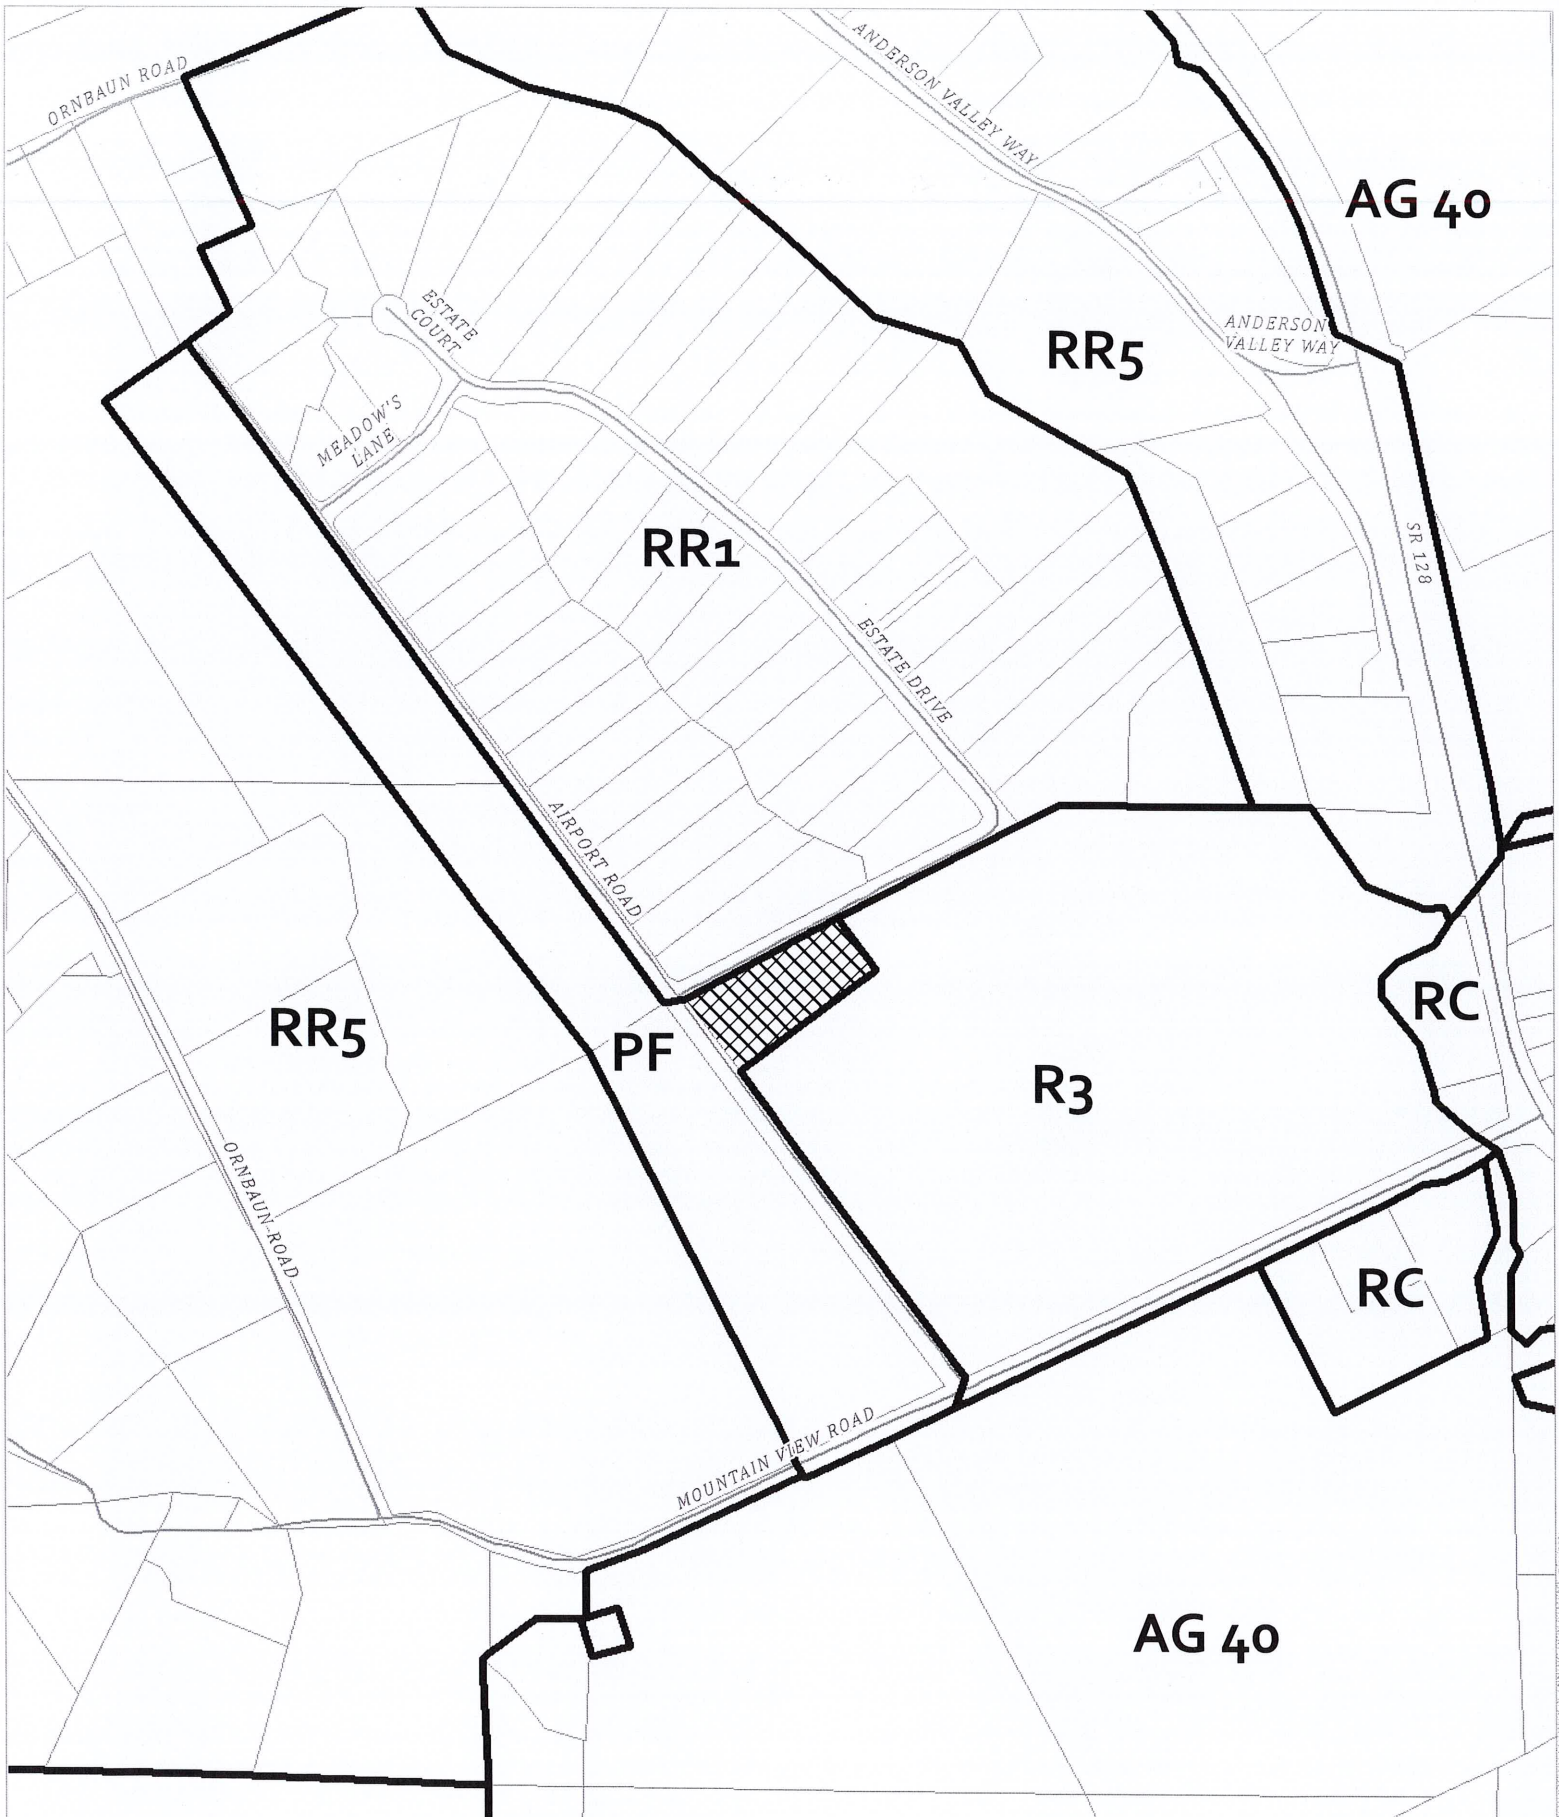 ORNBAUN ROAD
ANDERSON VALLEY WAY
AG 40
ESTATE
COURT
ANDERSON
VALLEY WAY
RR5
MEADOW'S
LANE
RR1
SR 128
ESTATE DRIVE
AIRPORT ROAD
RC
RR5
PF
R3
ORNBAUN ROAD
RC
MOUNTAIN VIEW ROAD
AG 40